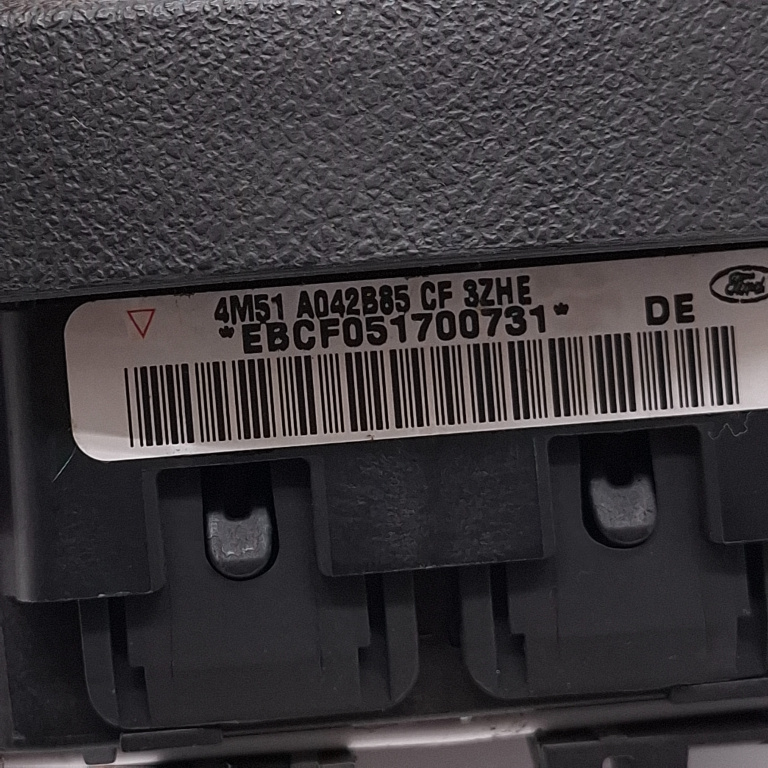 4M51 A042B85 CF 3ZHE
*EBCF051700731*
DE
Ford